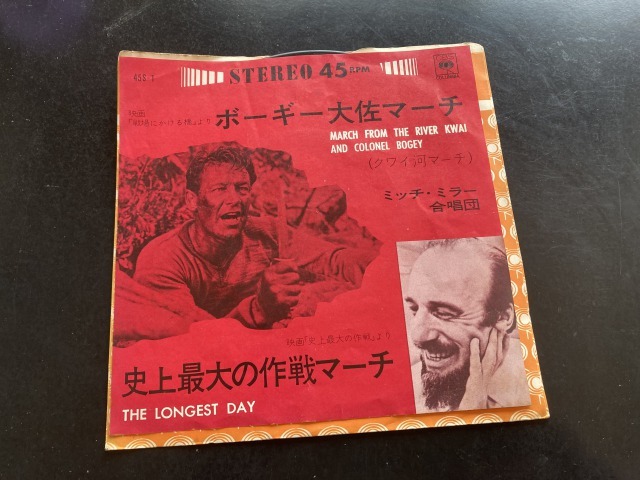 45S-1
STEREO 45 RPM
映画
「戦場にかける橋」より
ボーギー大佐マーチ
MARCH FROM THE RIVER KWAI
AND COLONEL BOGEY
(クワイ河マーチ)
ミッチ・ミラー
合唱団
映画「史上最大の作戦」より
史上最大の作戦マーチ
THE LONGEST DAY